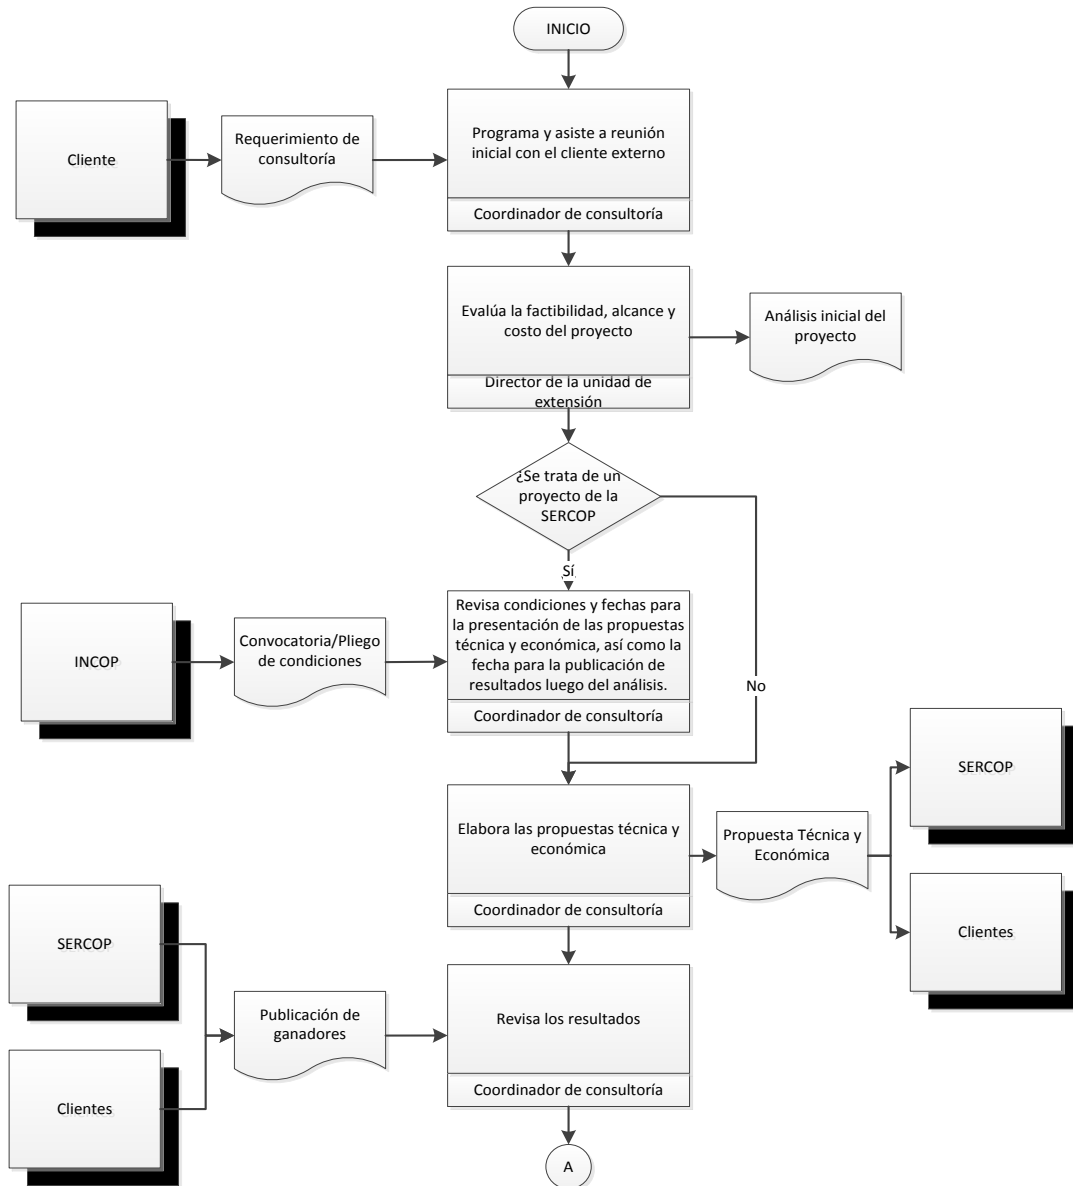 INICIO
Cliente
Requerimiento de
consultoría
Programa y asiste a reunión
inicial con el cliente externo
Coordinador de consultoría
Evalúa la factibilidad, alcance y
costo del proyecto
Director de la unidad de
extensión
Análisis inicial del
proyecto
¿Se trata de un
proyecto de la
SERCOP
Sí
No
INCOP
Convocatoria/Pliego
de condiciones
Revisa condiciones y fechas para
la presentación de las propuestas
técnica y económica, así como la
fecha para la publicación de
resultados luego del análisis.
Coordinador de consultoría
Elabora las propuestas técnica y
económica
Coordinador de consultoría
Propuesta Técnica y
Económica
SERCOP
Clientes
SERCOP
Clientes
Publicación de
ganadores
Revisa los resultados
Coordinador de consultoría
A